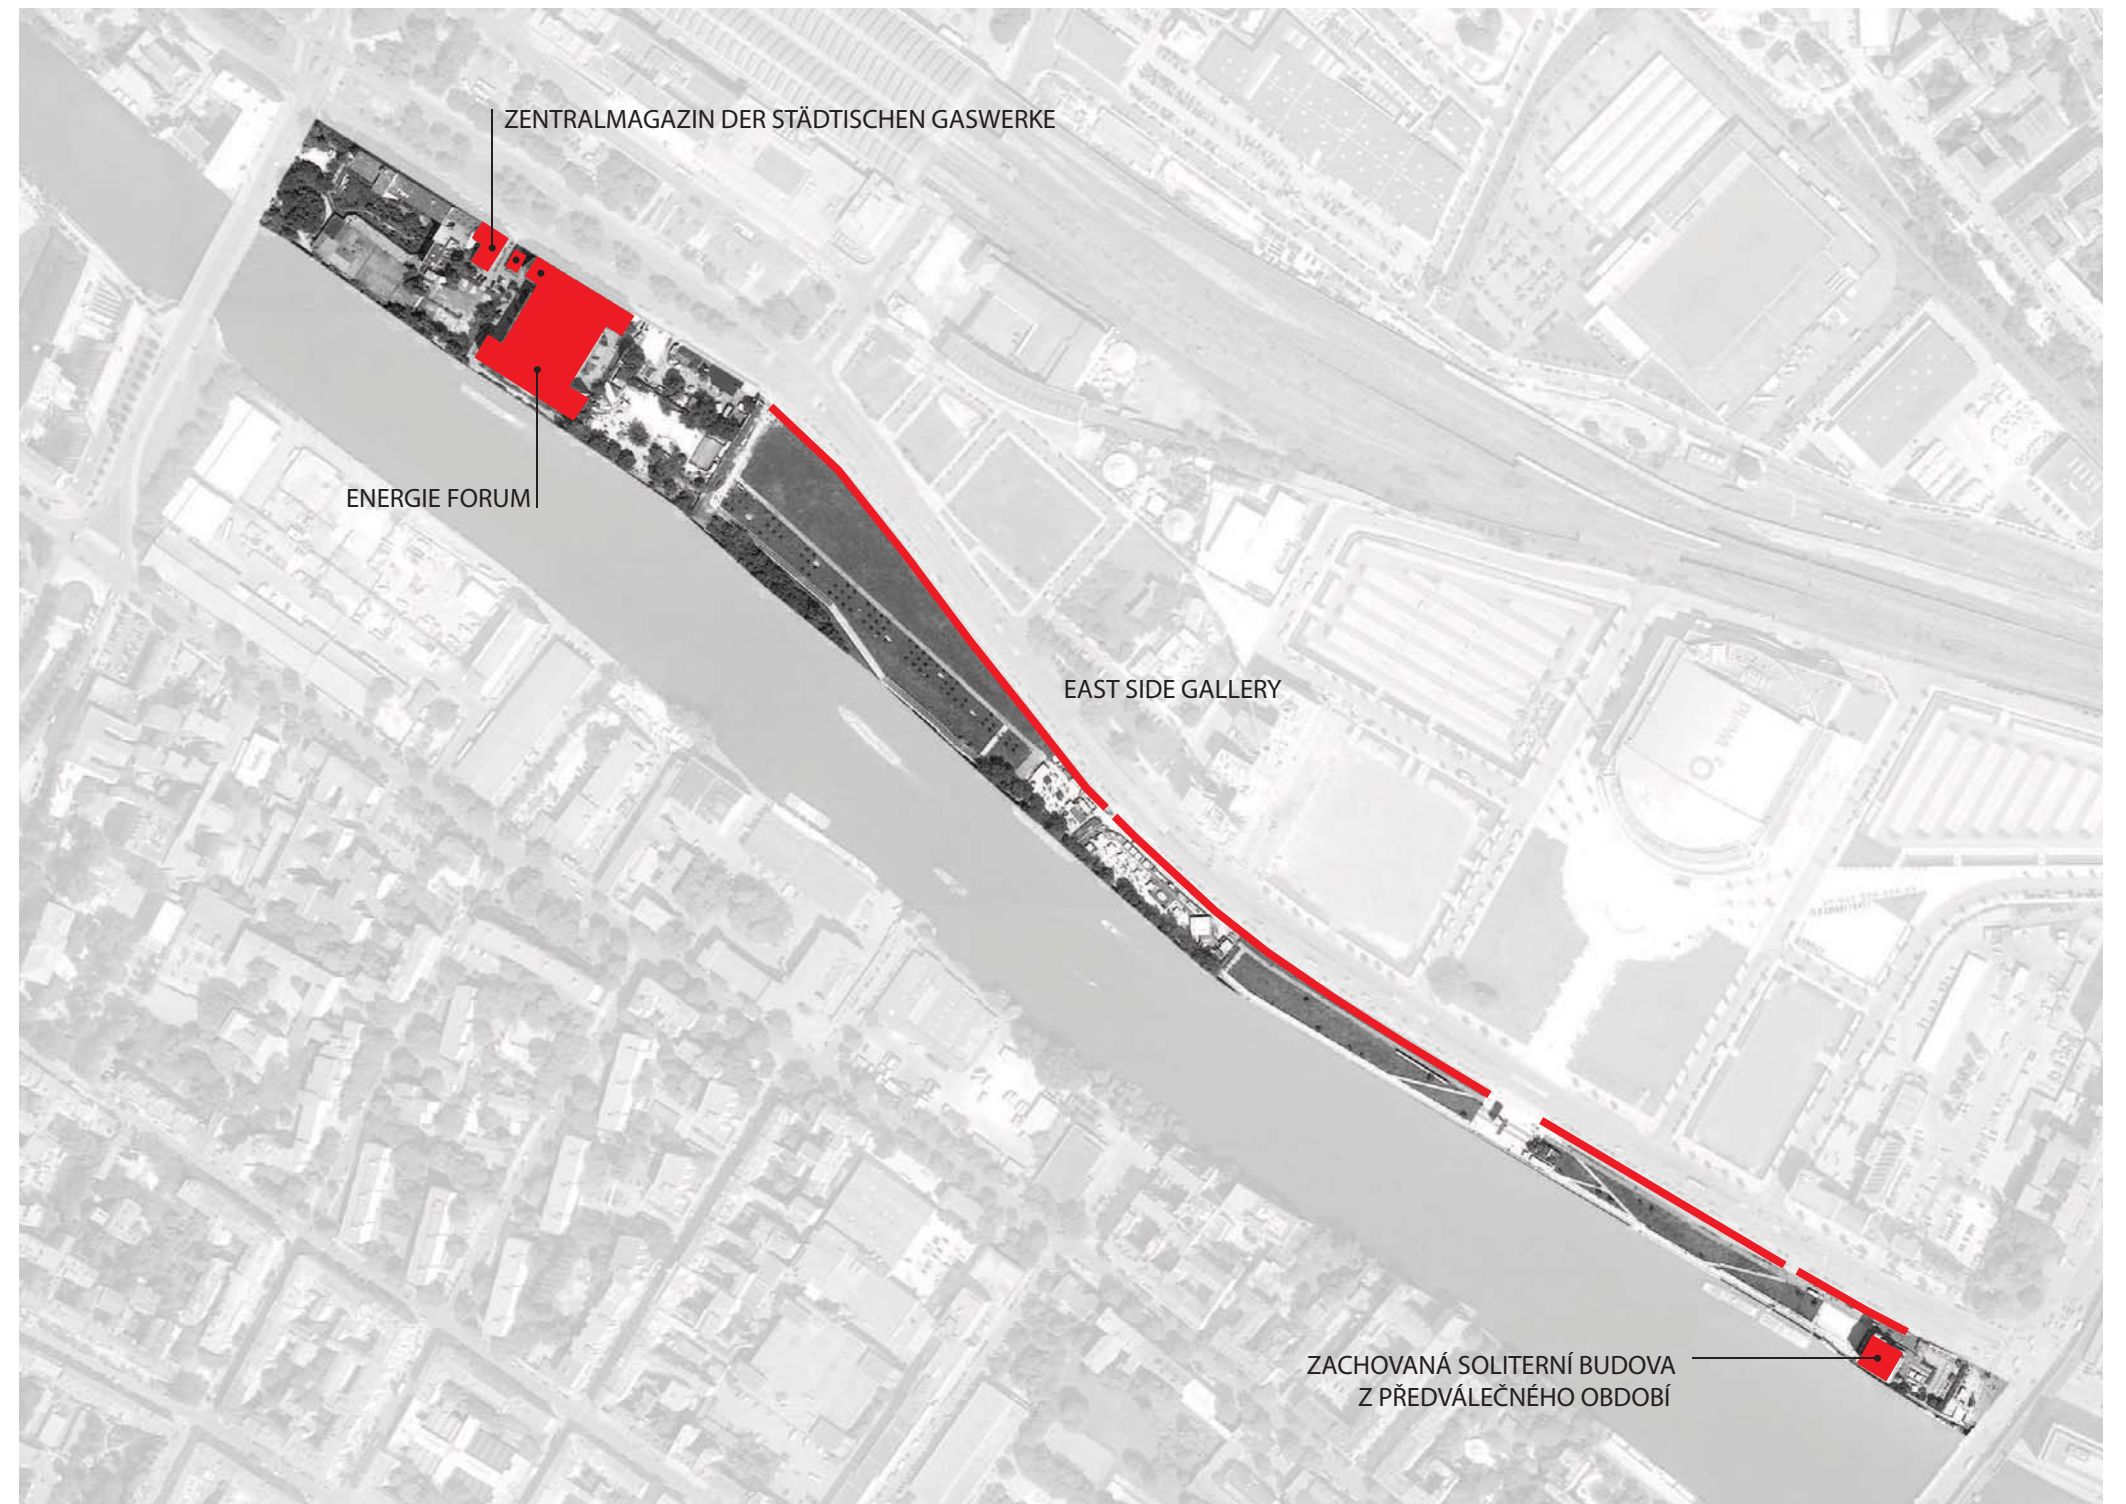 ZENTRALMAGAZIN DER STÄDTISCHEN GASWERKE
ENERGIE FORUM
EAST SIDE GALLERY
ZACHOVANÁ SOLITERNÍ BUDOVA
Z PŘEDVÁLEČNÉHO OBDOBÍ